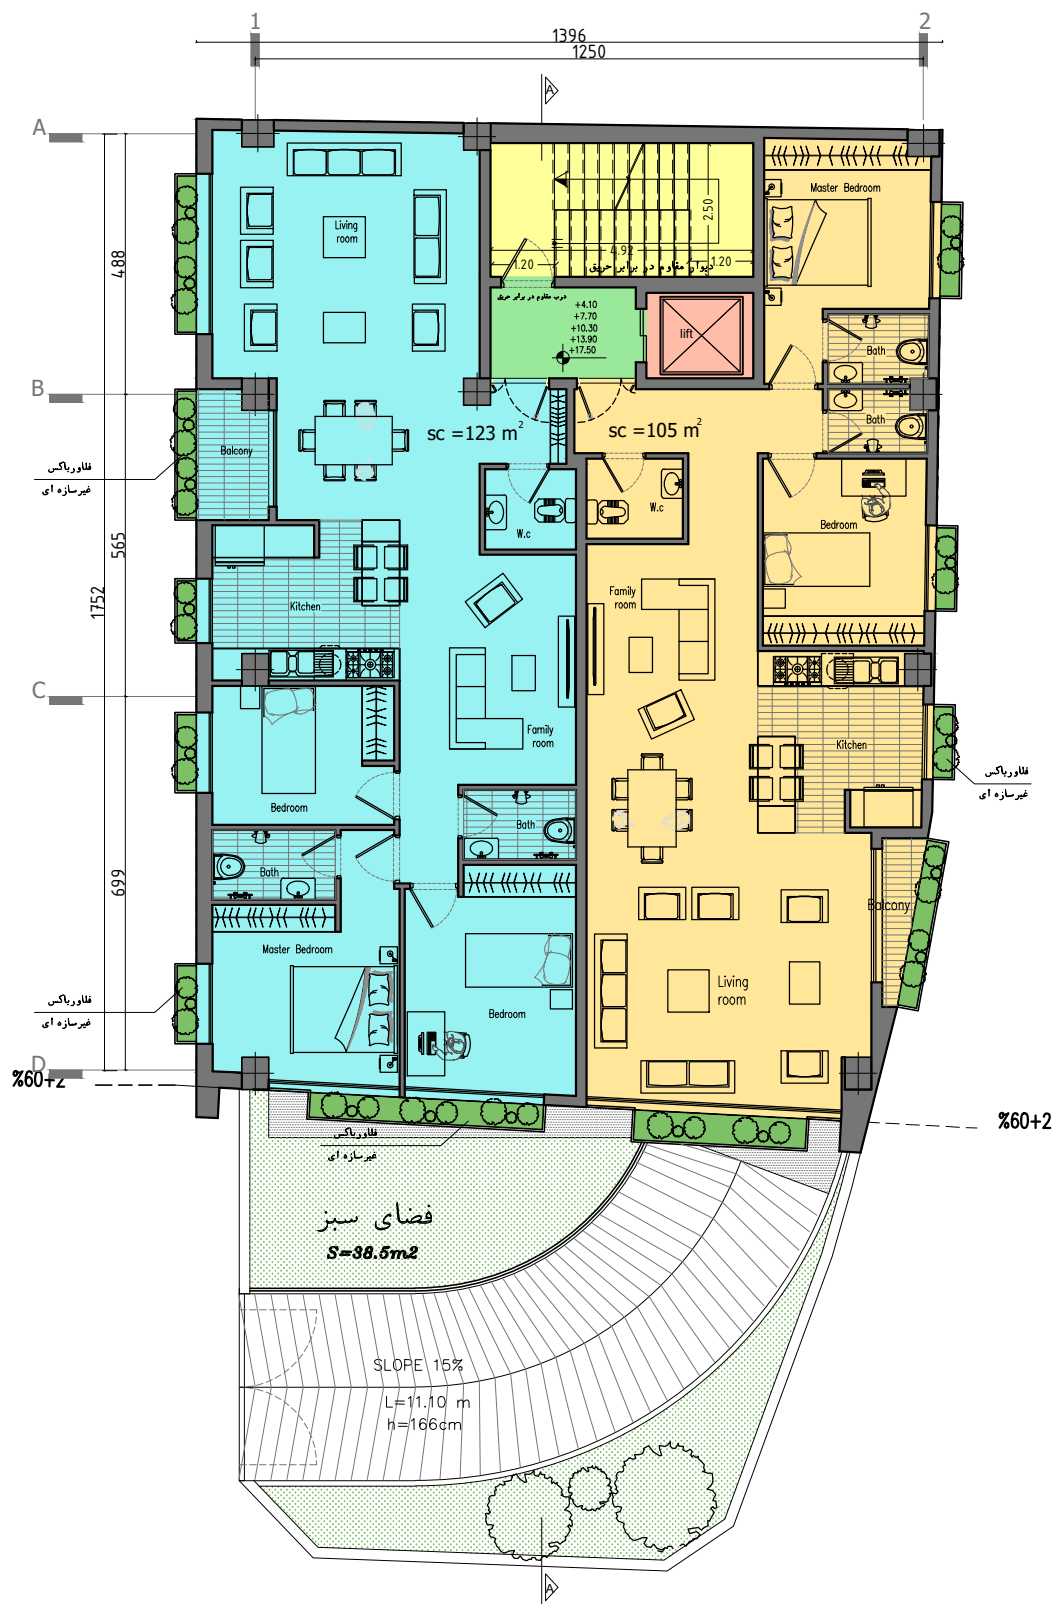 1
2
1396
1250
A
A
488
Living
room
2.50
4.92
1.20
1.20
دیوار مقاوم در برابر حریق
درب مقاوم در برابر حریق
+4.10
+7.70
+10.30
+13.90
+17.50
lift
Master Bedroom
Bath
Bath
B
sc =123 m²
sc =105 m²
Balcony
فلاورباکس
غیرسازه ای
W.c
W.c
Bedroom
565
1752
Kitchen
Family
room
C
Family
room
Kitchen
فلاورباکس
غیرسازه ای
Bedroom
Bath
Bath
699
Balcony
Master Bedroom
Living
room
فلاورباکس
غیرسازه ای
Bedroom
D
%60+2
%60+2
فلاورباکس
غیرسازه ای
فضای سبز
S=38.5m2
SLOPE 15%
L=11.10 m
h=166cm
A